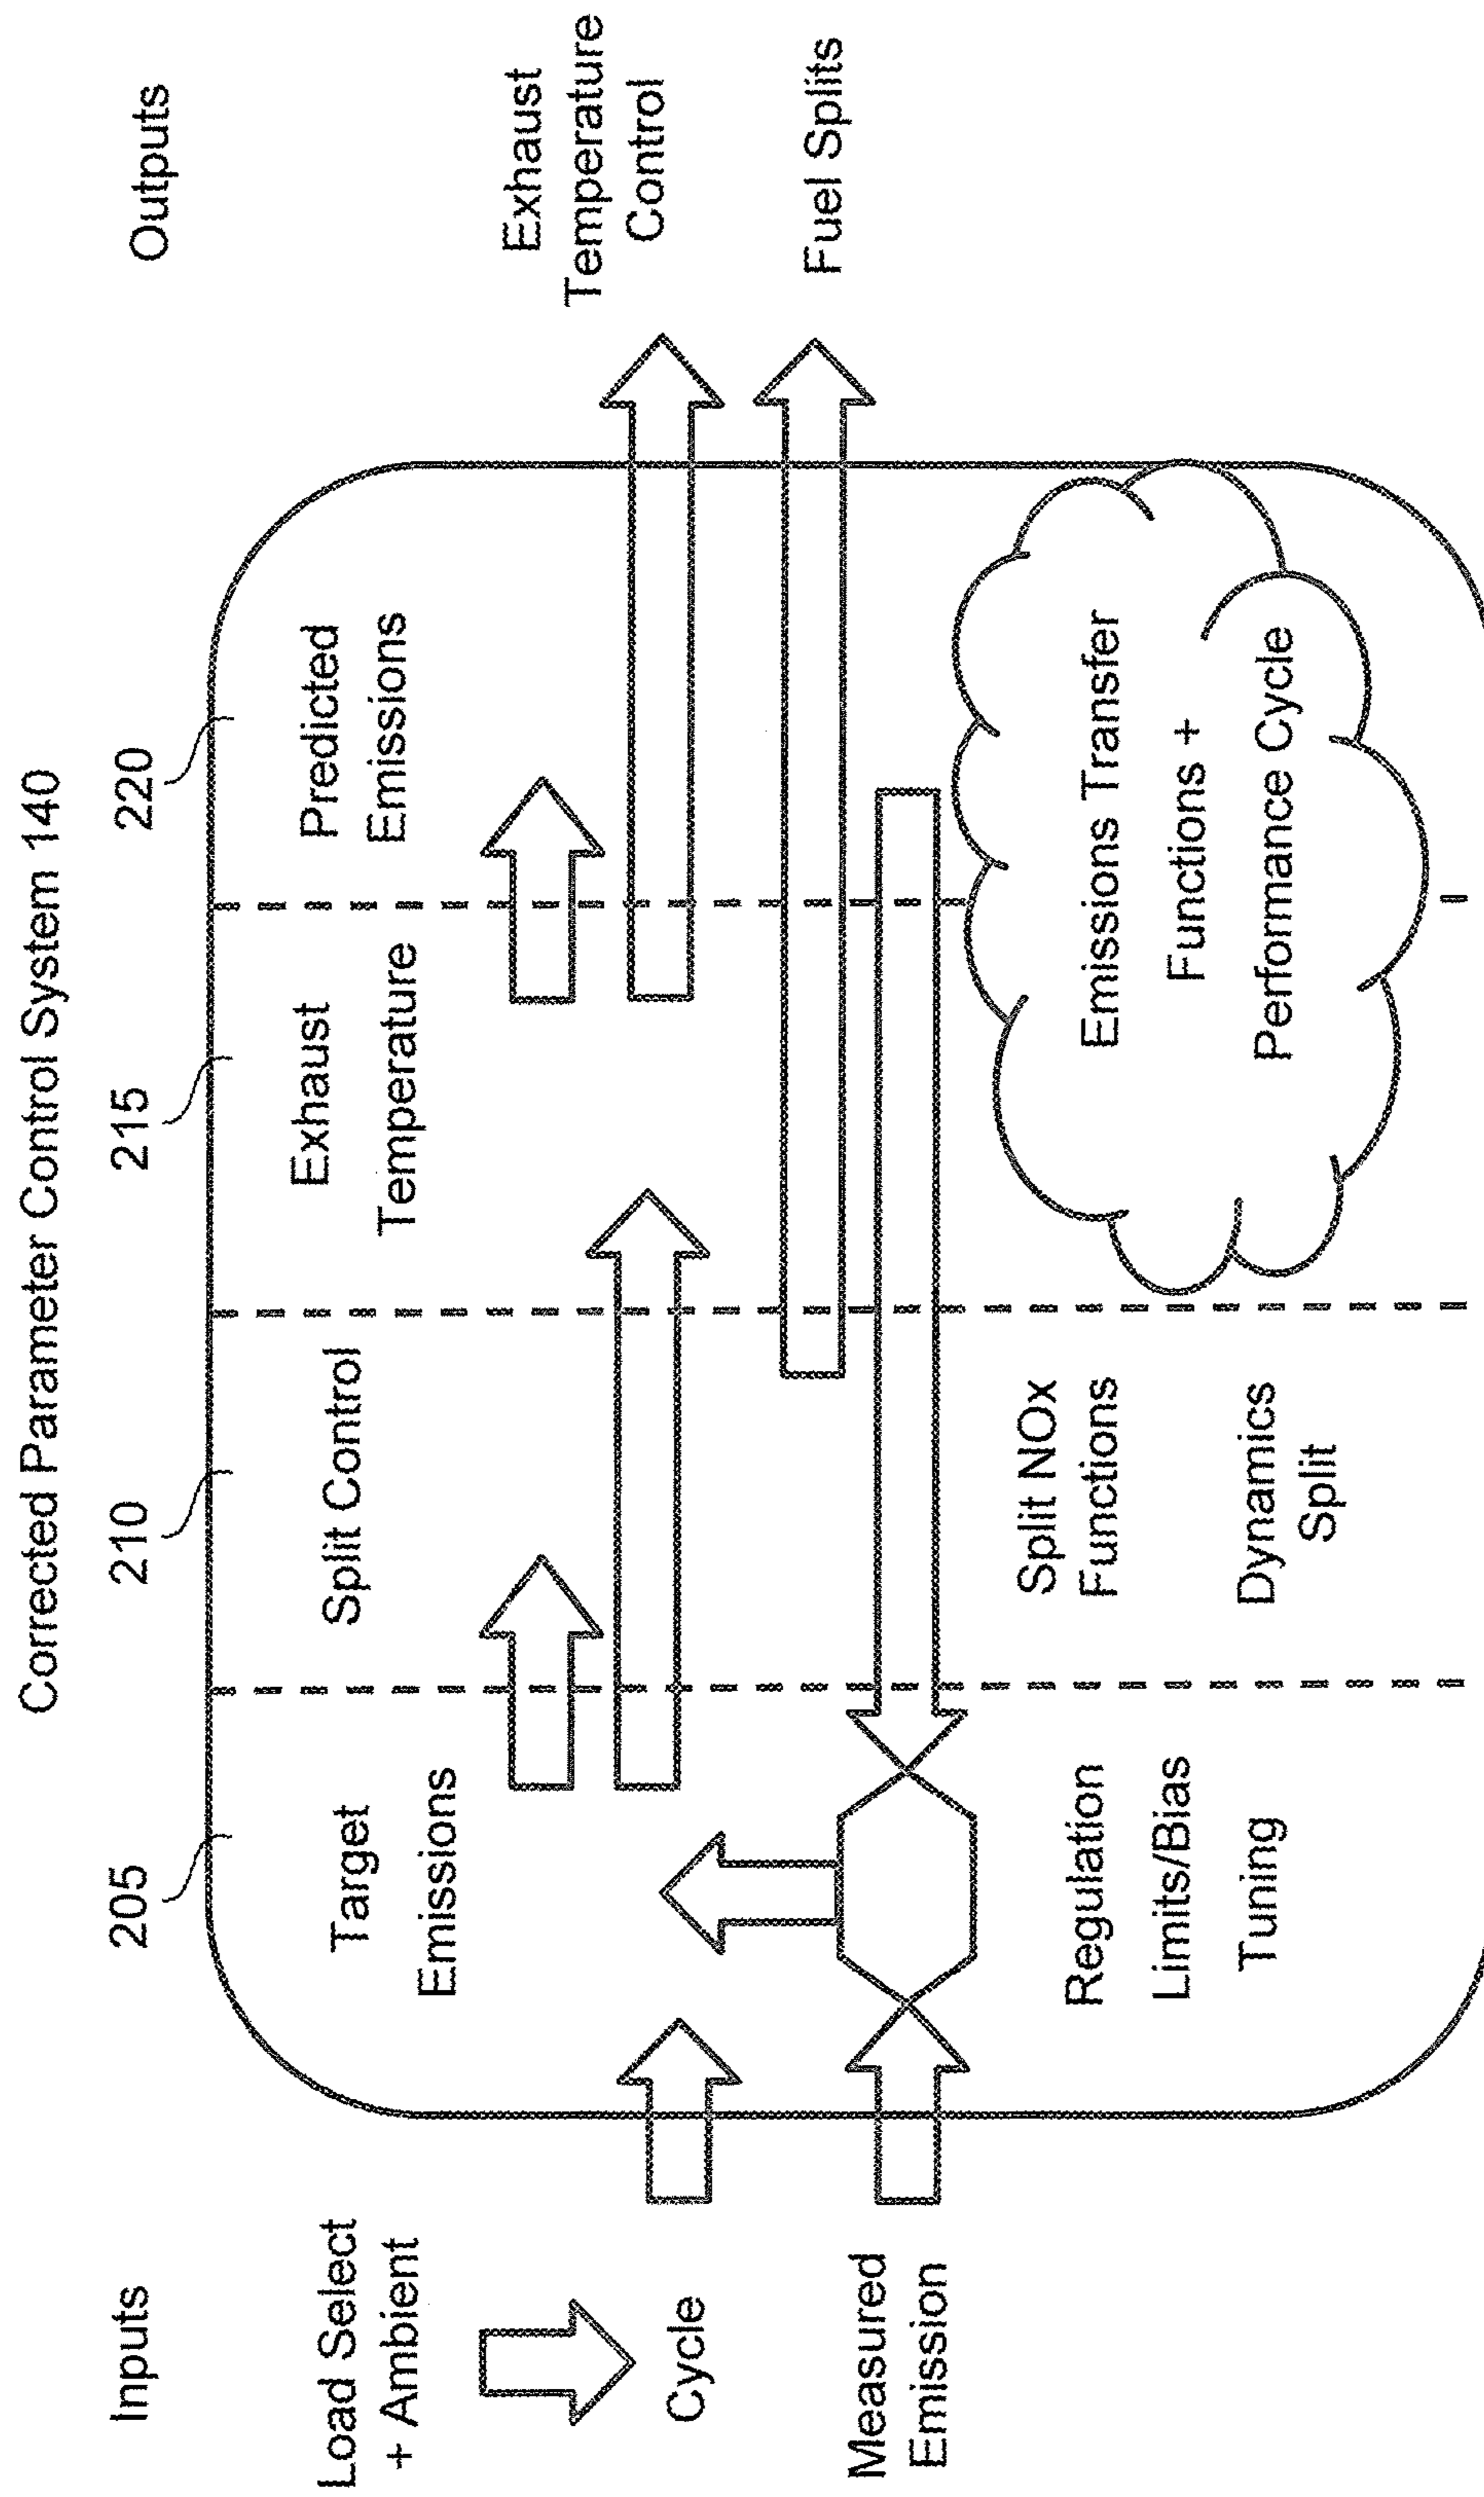 Corrected Parameter Control System 140
Inputs
205
210
215
220
Outputs
Load Select
+ Ambient
Cycle
Measured
Emission
Target
Emissions
Split Control
Exhaust
Temperature
Predicted
Emissions
Exhaust
Temperature
Control
Fuel Splits
Regulation
Limits/Bias
Tuning
Split NOx
Functions
Dynamics
Split
Emissions Transfer
Functions +
Performance Cycle